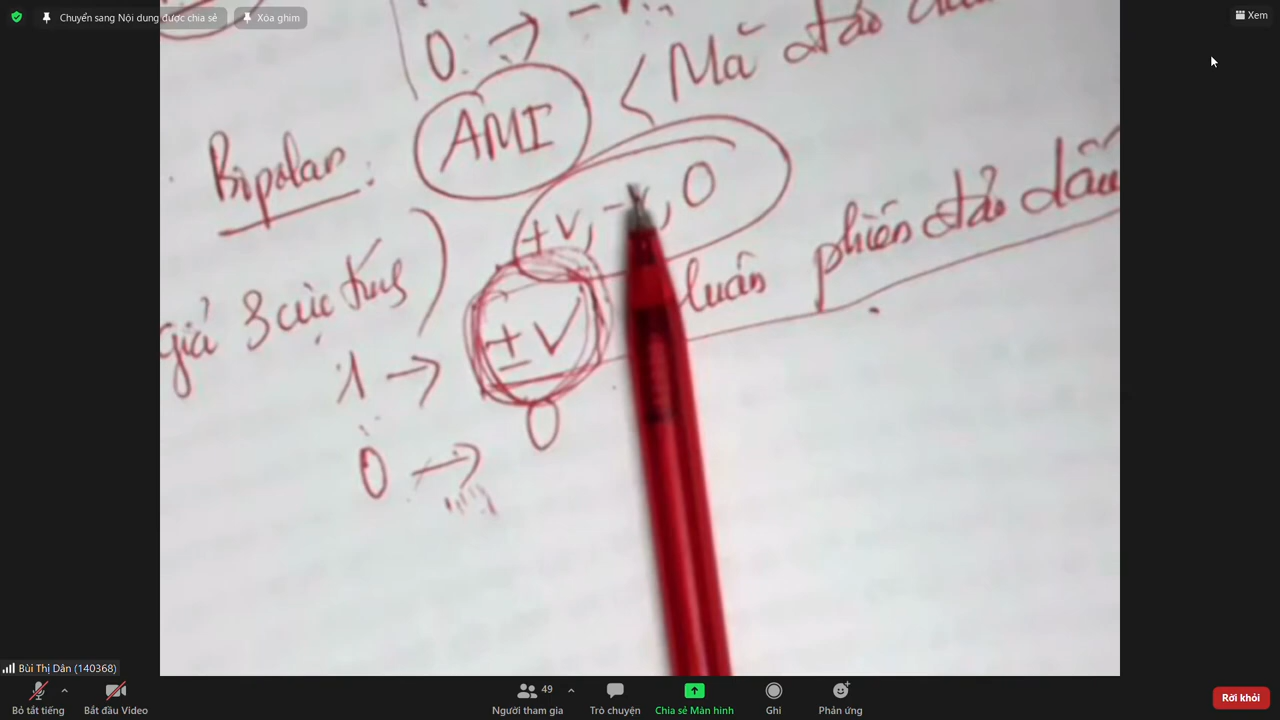 Chuyển sang Nội dung được chia sẻ
Xóa ghim
Xem
0 →
AMI
< Mã đảo
Bipolar:
+V, -V, 0
luân phiên đảo dấu
giả 3 cực tính)
1 → ±V
0 → 0
Bùi Thị Dân (140368)
Bỏ tắt tiếng
Bắt đầu Video
49
Người tham gia
Trò chuyện
Chia sẻ Màn hình
Ghi
Phản ứng
Rời khỏi